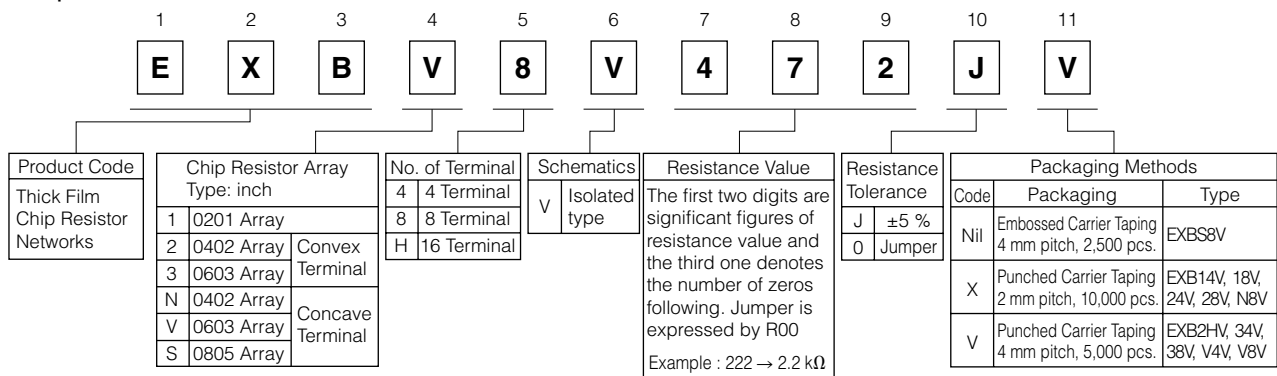 1 2 3 4 5 6 7 8 9 10 11
E X B V 8 V 4 7 2 J V
Product Code
Thick Film
Chip Resistor
Networks
Chip Resistor Array
Type: inch
1 0201 Array
2 0402 Array Convex
3 0603 Array Terminal
N 0402 Array Concave
V 0603 Array Terminal
S 0805 Array
No. of Terminal
4 4 Terminal
8 8 Terminal
H 16 Terminal
Schematics
V Isolated
type
Resistance Value
The first two digits are
significant figures of
resistance value and
the third one denotes
the number of zeros
following. Jumper is
expressed by R00
Example : 222 → 2.2 kΩ
Resistance
Tolerance
J ±5 %
0 Jumper
Packaging Methods
Code Packaging Type
Nil Embossed Carrier Taping
4 mm pitch, 2,500 pcs. EXBS8V
X Punched Carrier Taping EXB14V, 18V,
2 mm pitch, 10,000 pcs. 24V, 28V, N8V
V Punched Carrier Taping EXB2HV, 34V,
4 mm pitch, 5,000 pcs. 38V, V4V, V8V